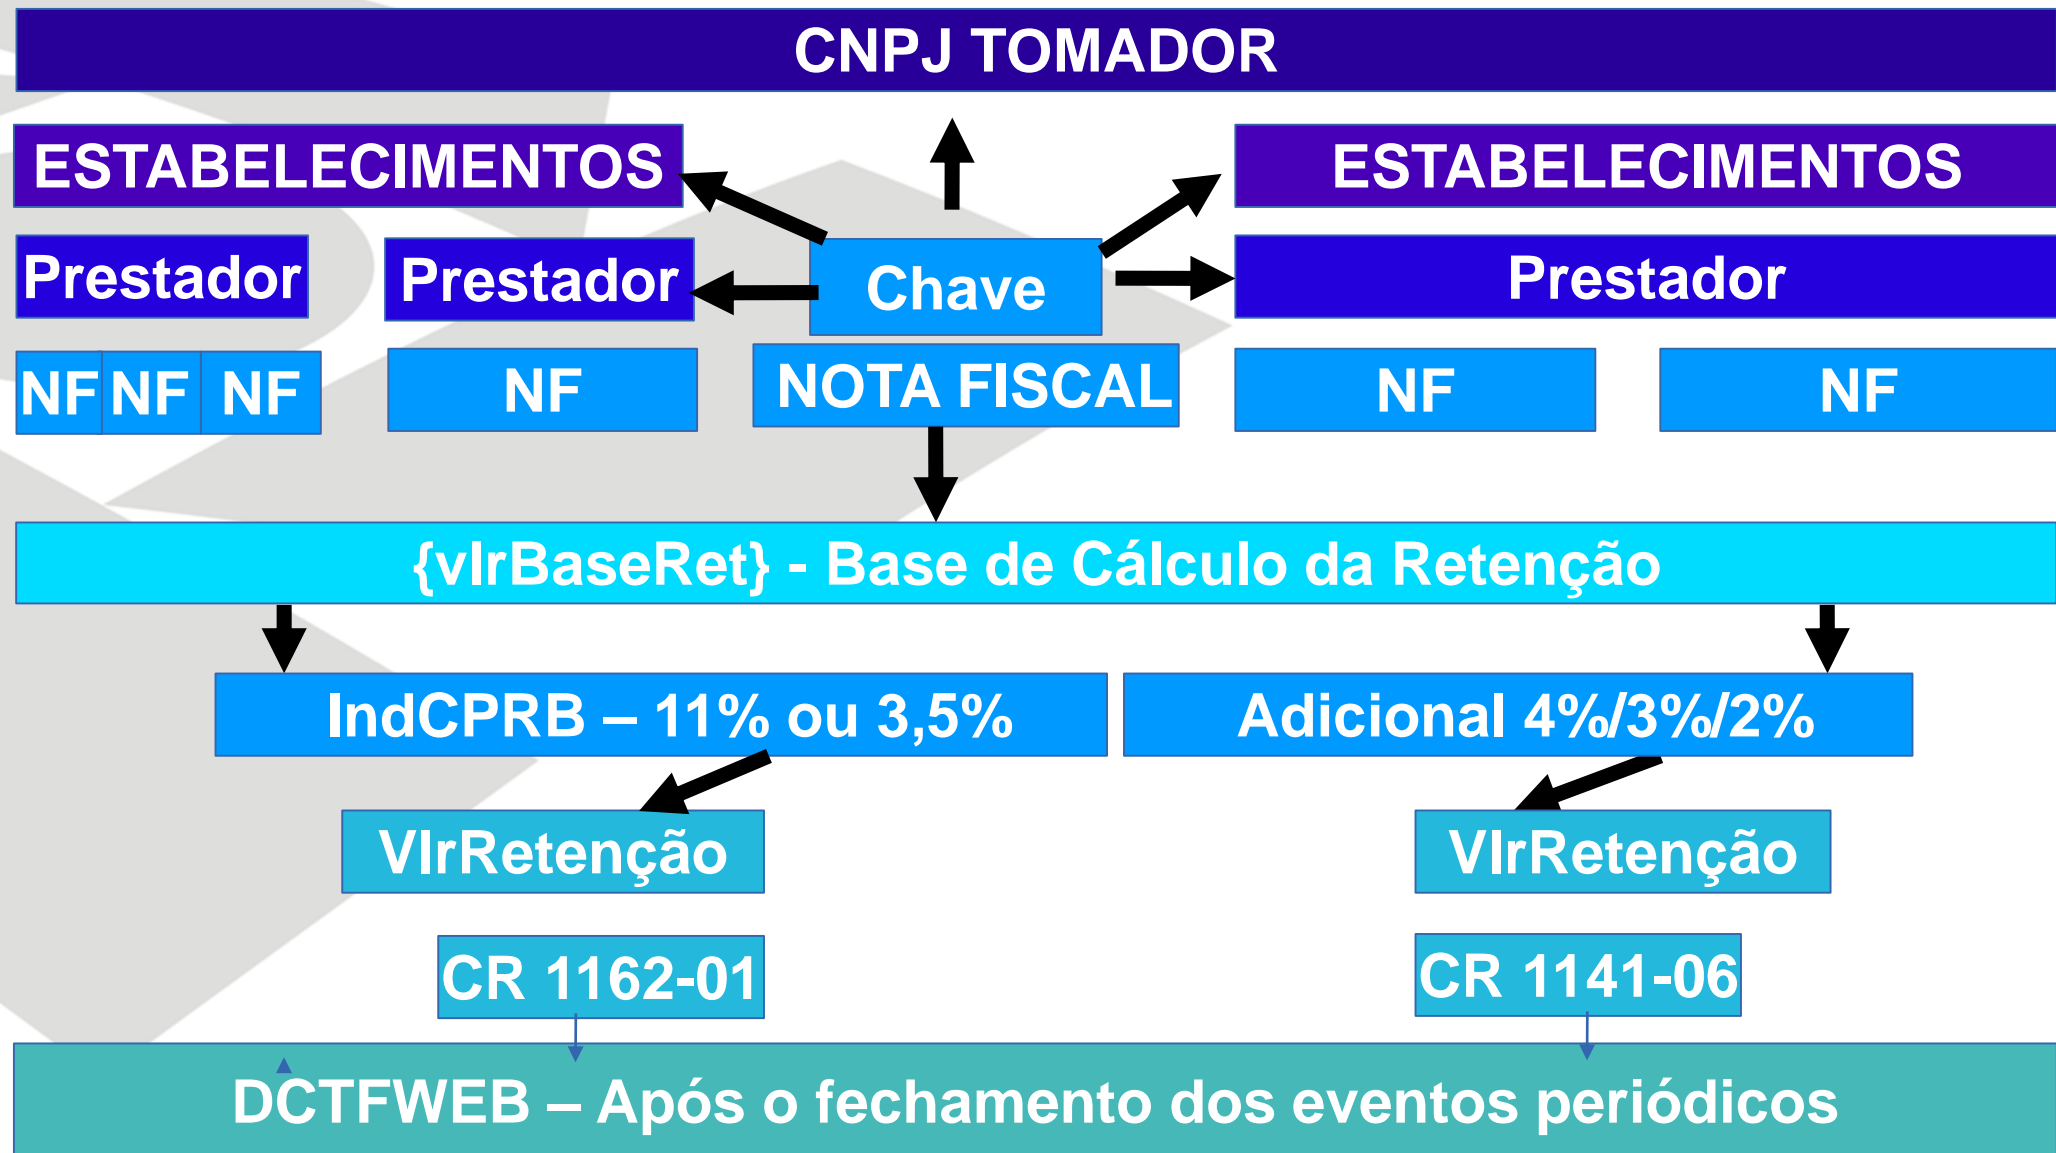 CNPJ TOMADOR
ESTABELECIMENTOS
ESTABELECIMENTOS
Prestador
Prestador
Chave
Prestador
NF
NF
NF
NF
NOTA FISCAL
NF
NF
{vlrBaseRet} - Base de Cálculo da Retenção
IndCPRB – 11% ou 3,5%
Adicional 4%/3%/2%
VlrRetenção
VlrRetenção
CR 1162-01
CR 1141-06
DCTFWEB – Após o fechamento dos eventos periódicos